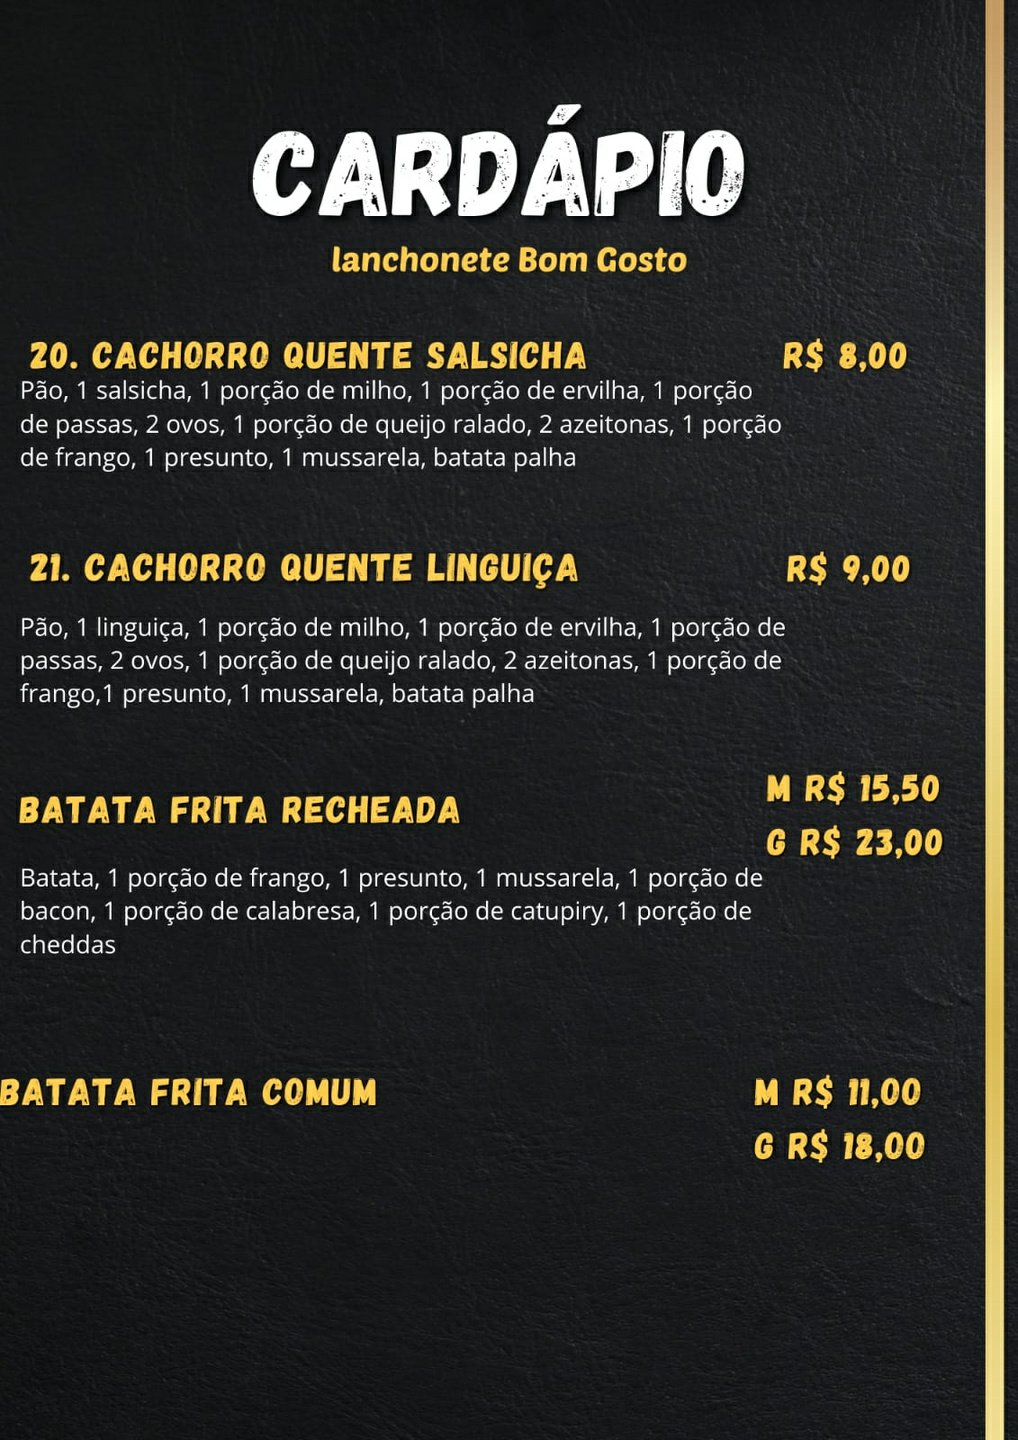 CARDÁPIO
lanchonete Bom Gosto
20. CACHORRO QUENTE SALSICHA R$ 8,00
Pão, 1 salsicha, 1 porção de milho, 1 porção de ervilha, 1 porção
de passas, 2 ovos, 1 porção de queijo ralado, 2 azeitonas, 1 porção
de frango, 1 presunto, 1 mussarela, batata palha
21. CACHORRO QUENTE LINGUIÇA R$ 9,00
Pão, 1 linguiça, 1 porção de milho, 1 porção de ervilha, 1 porção de
passas, 2 ovos, 1 porção de queijo ralado, 2 azeitonas, 1 porção de
frango,1 presunto, 1 mussarela, batata palha
BATATA FRITA RECHEADA M R$ 15,50
G R$ 23,00
Batata, 1 porção de frango, 1 presunto, 1 mussarela, 1 porção de
bacon, 1 porção de calabresa, 1 porção de catupiry, 1 porção de
cheddas
BATATA FRITA COMUM M R$ 11,00
G R$ 18,00